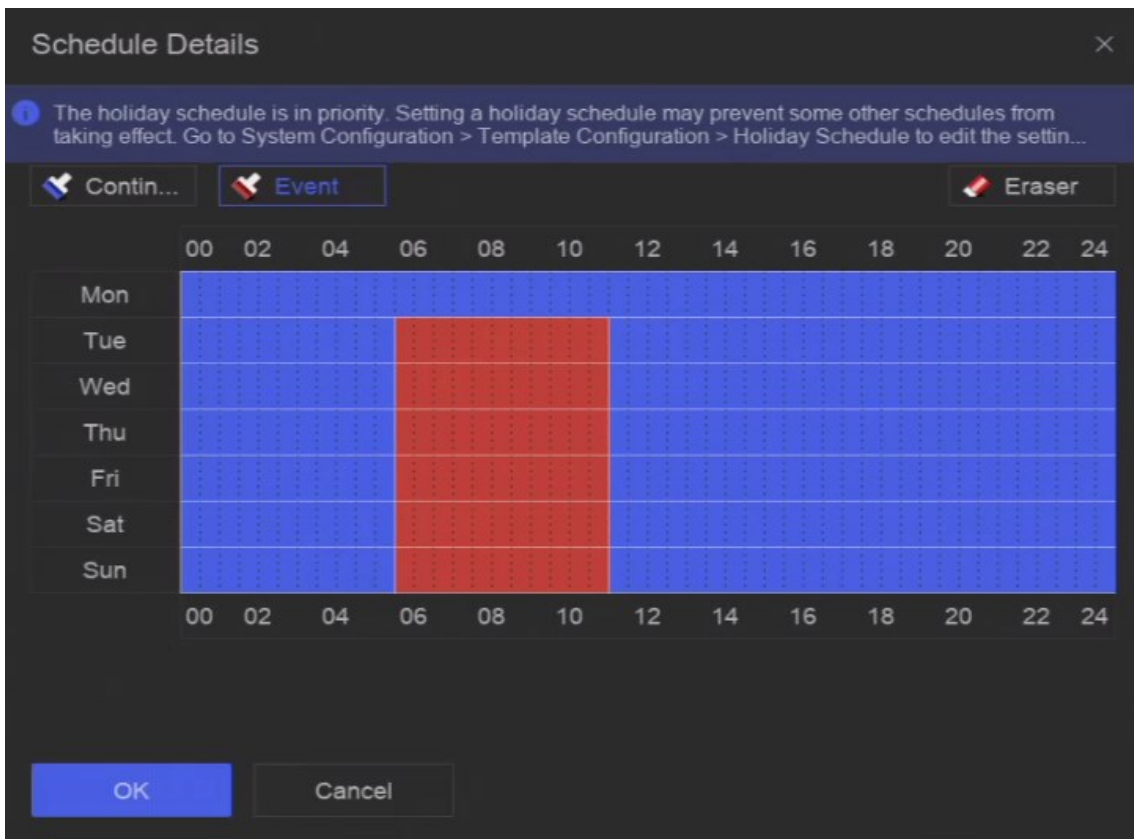 Schedule Details
The holiday schedule is in priority. Setting a holiday schedule may prevent some other schedules from
taking effect. Go to System Configuration > Template Configuration > Holiday Schedule to edit the settin...
Contin... Event Eraser
00 02 04 06 08 10 12 14 16 18 20 22 24
Mon
Tue
Wed
Thu
Fri
Sat
Sun
00 02 04 06 08 10 12 14 16 18 20 22 24
OK Cancel